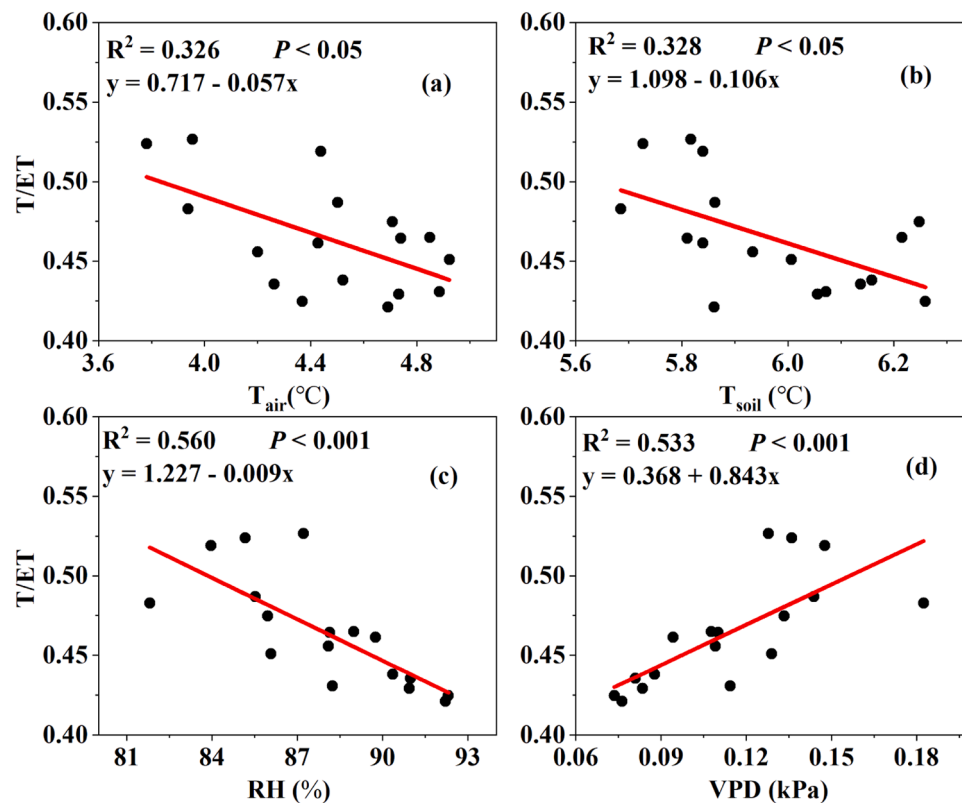 0.60
R² = 0.326 P < 0.05
y = 0.717 - 0.057x
(a)
0.55
0.50
0.45
0.40
T/ET
3.6 4.0 4.4 4.8
T_air(℃)
0.60
R² = 0.328 P < 0.05
y = 1.098 - 0.106x
(b)
0.55
0.50
0.45
0.40
5.6 5.8 6.0 6.2
T_soil (℃)
0.60
R² = 0.560 P < 0.001
y = 1.227 - 0.009x
(c)
0.55
0.50
0.45
0.40
T/ET
81 84 87 90 93
RH (%)
0.60
R² = 0.533 P < 0.001
y = 0.368 + 0.843x
(d)
0.55
0.50
0.45
0.40
0.06 0.09 0.12 0.15 0.18
VPD (kPa)